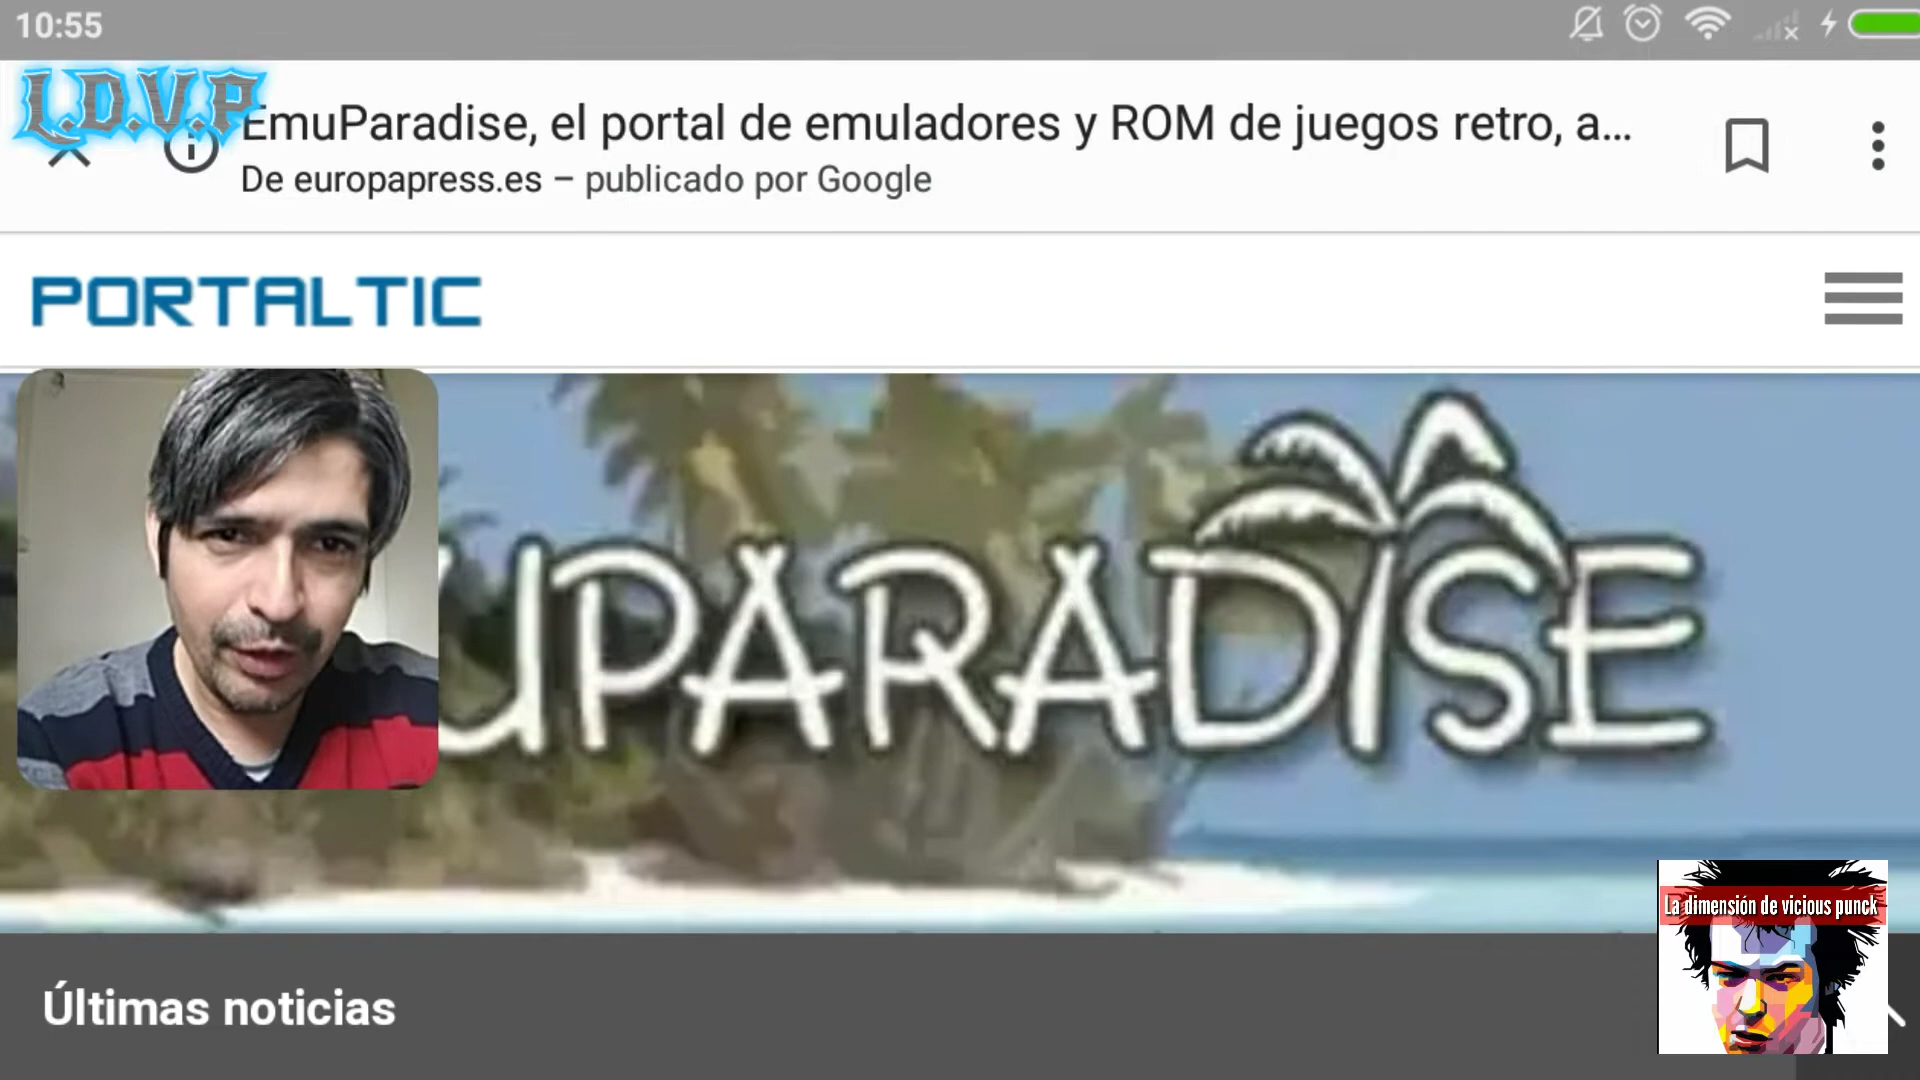 10:55
L.D.V.P
EmuParadise, el portal de emuladores y ROM de juegos retro, a...
De europapress.es – publicado por Google
PORTALTIC
UPARADISE
La dimensión de vicious punck
Últimas noticias